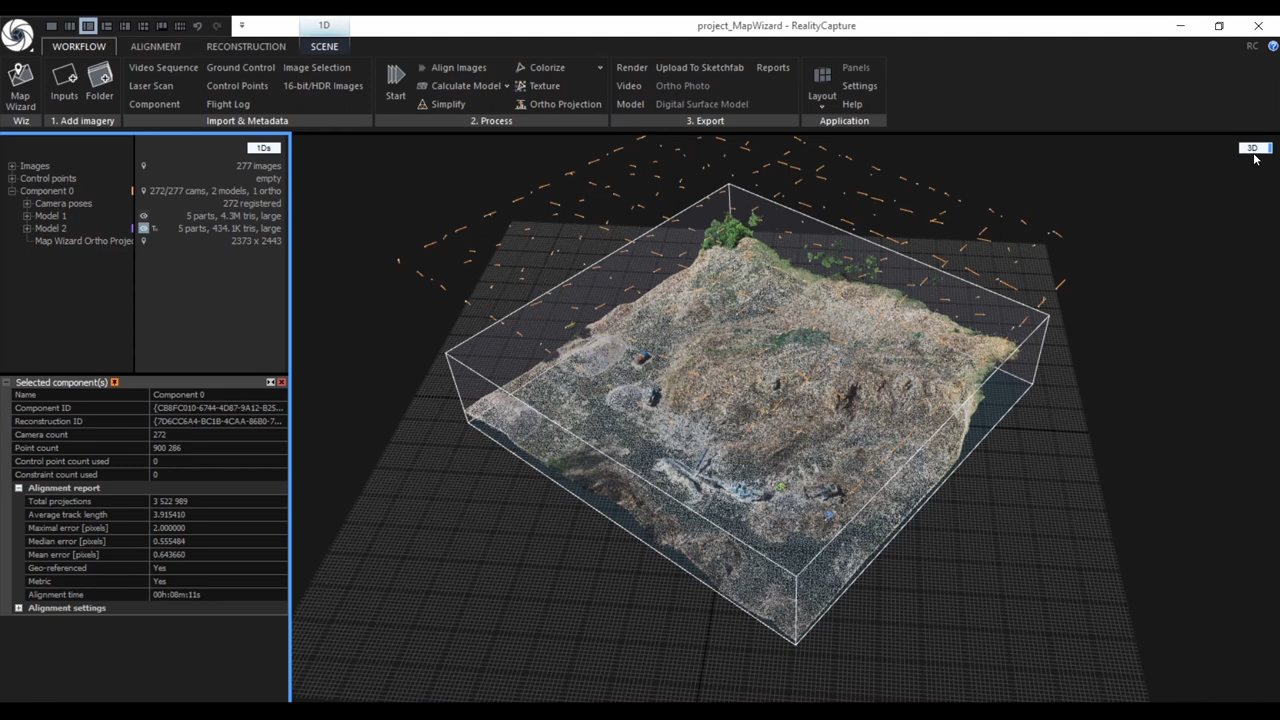 1D
project_MapWizard - RealityCapture
WORKFLOW ALIGNMENT RECONSTRUCTION SCENE
RC
Map Wizard
Wiz
Inputs Folder
1. Add imagery
Video Sequence Ground Control Image Selection
Laser Scan Control Points 16-bit/HDR Images
Component Flight Log
Import & Metadata
Start
Align Images Colorize
Calculate Model Texture
Simplify Ortho Projection
2. Process
Render Upload To Sketchfab Reports
Video Ortho Photo
Model Digital Surface Model
3. Export
Layout
Panels
Settings
Help
Application
1Ds
3D
Images 277 images
Control points empty
Component 0 272/277 cams, 2 models, 1 ortho
Camera poses 272 registered
Model 1 5 parts, 4.3M tris, large
Model 2 5 parts, 434.1K tris, large
Map Wizard Ortho Proje 2373 x 2443
Selected component(s)
Name Component 0
Component ID {CB8FC010-6744-4D87-9A12-B25...
Reconstruction ID {7D6CC6A4-BC1B-4CAA-86B0-7...
Camera count 272
Point count 900 286
Control point count used 0
Constraint count used 0
Alignment report
Total projections 3 522 989
Average track length 3.915410
Maximal error [pixels] 2.000000
Median error [pixels] 0.555484
Mean error [pixels] 0.643660
Geo-referenced Yes
Metric Yes
Alignment time 00h:08m:11s
Alignment settings